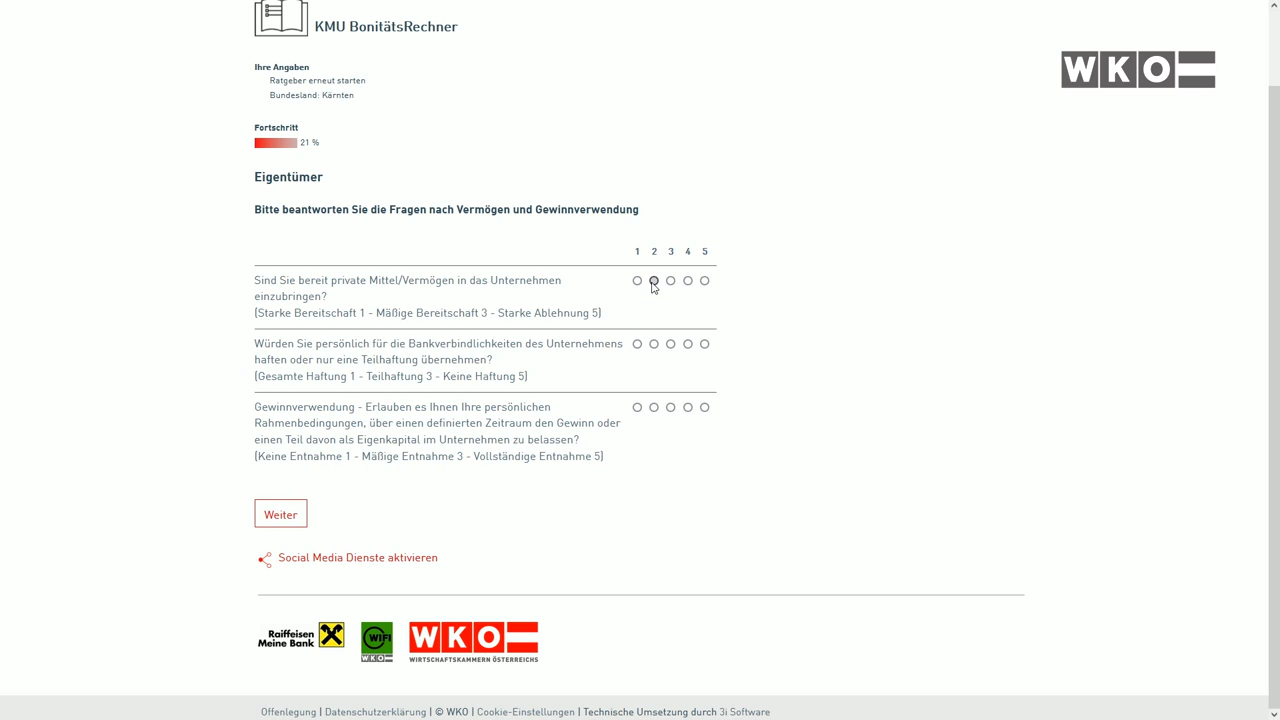 KMU BonitätsRechner
WKO
Ihre Angaben
Ratgeber erneut starten
Bundesland: Kärnten
Fortschritt
21 %
Eigentümer
Bitte beantworten Sie die Fragen nach Vermögen und Gewinnverwendung
1 2 3 4 5
Sind Sie bereit private Mittel/Vermögen in das Unternehmen
einzubringen?
(Starke Bereitschaft 1 - Mäßige Bereitschaft 3 - Starke Ablehnung 5)
Würden Sie persönlich für die Bankverbindlichkeiten des Unternehmens
haften oder nur eine Teilhaftung übernehmen?
(Gesamte Haftung 1 - Teilhaftung 3 - Keine Haftung 5)
Gewinnverwendung - Erlauben es Ihnen Ihre persönlichen
Rahmenbedingungen, über einen definierten Zeitraum den Gewinn oder
einen Teil davon als Eigenkapital im Unternehmen zu belassen?
(Keine Entnahme 1 - Mäßige Entnahme 3 - Vollständige Entnahme 5)
Weiter
Social Media Dienste aktivieren
Raiffeisen
Meine Bank
WIFI
WKO
WKO
WIRTSCHAFTSKAMMERN ÖSTERREICHS
Offenlegung | Datenschutzerklärung | © WKO | Cookie-Einstellungen | Technische Umsetzung durch 3i Software